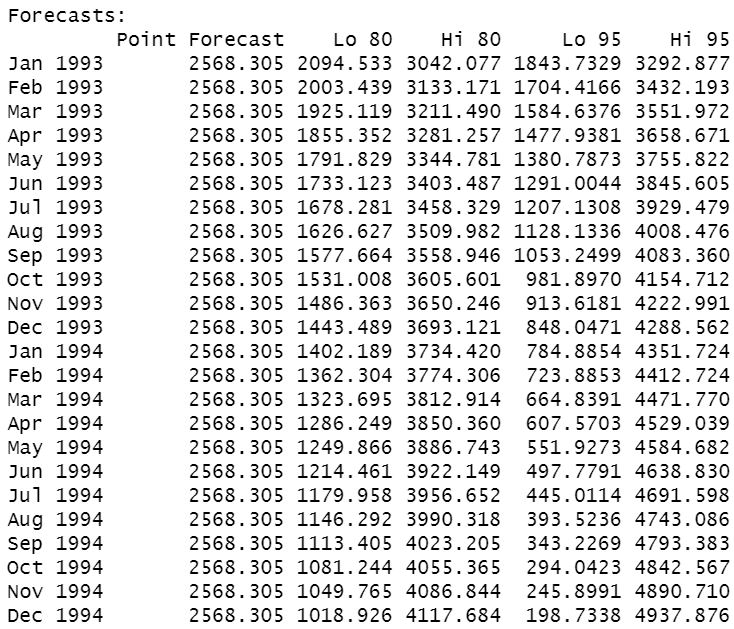 Forecasts:
         Point Forecast    Lo 80    Hi 80     Lo 95    Hi 95
Jan 1993       2568.305 2094.533 3042.077 1843.7329 3292.877
Feb 1993       2568.305 2003.439 3133.171 1704.4166 3432.193
Mar 1993       2568.305 1925.119 3211.490 1584.6376 3551.972
Apr 1993       2568.305 1855.352 3281.257 1477.9381 3658.671
May 1993       2568.305 1791.829 3344.781 1380.7873 3755.822
Jun 1993       2568.305 1733.123 3403.487 1291.0044 3845.605
Jul 1993       2568.305 1678.281 3458.329 1207.1308 3929.479
Aug 1993       2568.305 1626.627 3509.982 1128.1336 4008.476
Sep 1993       2568.305 1577.664 3558.946 1053.2499 4083.360
Oct 1993       2568.305 1531.008 3605.601  981.8970 4154.712
Nov 1993       2568.305 1486.363 3650.246  913.6181 4222.991
Dec 1993       2568.305 1443.489 3693.121  848.0471 4288.562
Jan 1994       2568.305 1402.189 3734.420  784.8854 4351.724
Feb 1994       2568.305 1362.304 3774.306  723.8853 4412.724
Mar 1994       2568.305 1323.695 3812.914  664.8391 4471.770
Apr 1994       2568.305 1286.249 3850.360  607.5703 4529.039
May 1994       2568.305 1249.866 3886.743  551.9273 4584.682
Jun 1994       2568.305 1214.461 3922.149  497.7791 4638.830
Jul 1994       2568.305 1179.958 3956.652  445.0114 4691.598
Aug 1994       2568.305 1146.292 3990.318  393.5236 4743.086
Sep 1994       2568.305 1113.405 4023.205  343.2269 4793.383
Oct 1994       2568.305 1081.244 4055.365  294.0423 4842.567
Nov 1994       2568.305 1049.765 4086.844  245.8991 4890.710
Dec 1994       2568.305 1018.926 4117.684  198.7338 4937.876